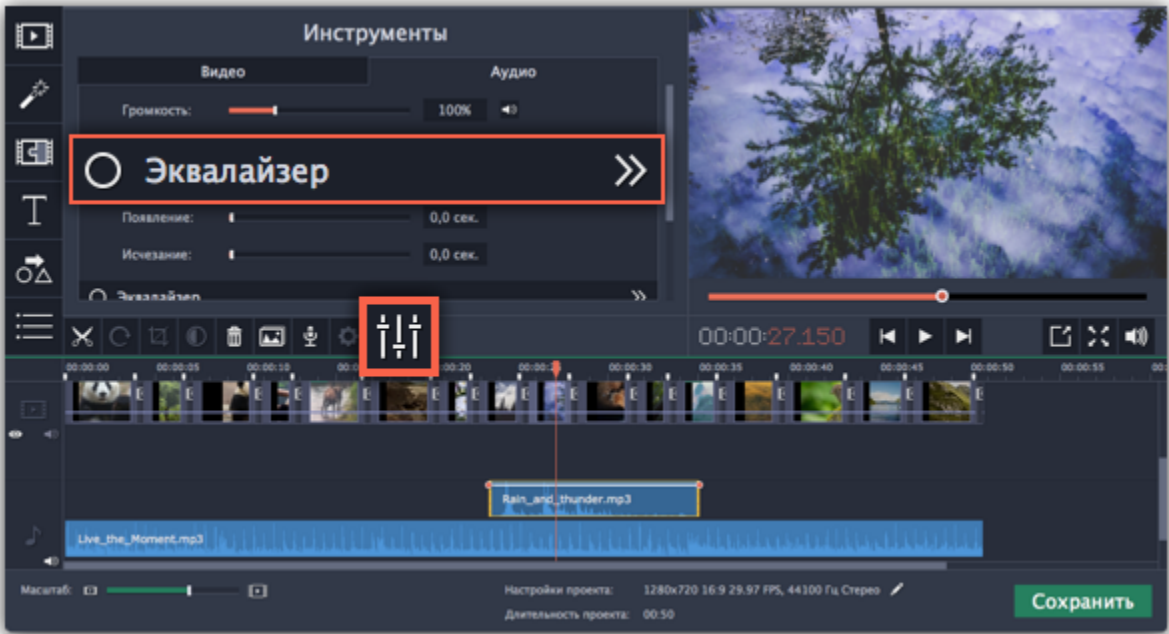 Инструменты
Видео
Аудио
Громкость:
100%
Эквалайзер
Появление:
0,0 сек.
Исчезание:
0,0 сек.
Эквалайзер
00:00:27.150
00:00:00 00:00:05 00:00:10 00:00:30 00:00:35 00:00:40 00:00:45 00:00:50 00:00:55
Rain_and_thunder.mp3
Live_the_Moment.mp3
Масштаб:
Настройки проекта: 1280x720 16:9 29.97 FPS, 44100 Гц Стерео
Длительность проекта: 00:50
Сохранить